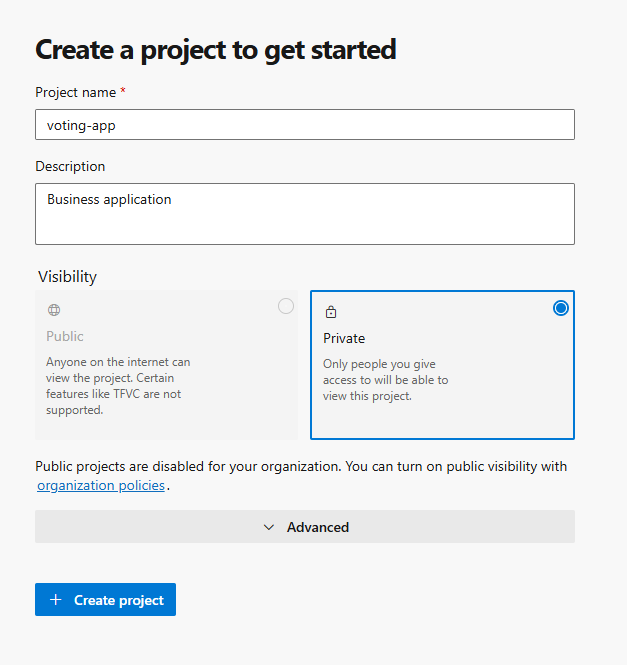 Create a project to get started
Project name *
voting-app
Description
Business application
Visibility
Public
Anyone on the internet can
view the project. Certain
features like TFVC are not
supported.
Private
Only people you give
access to will be able to
view this project.
Public projects are disabled for your organization. You can turn on public visibility with
organization policies.
Advanced
+ Create project